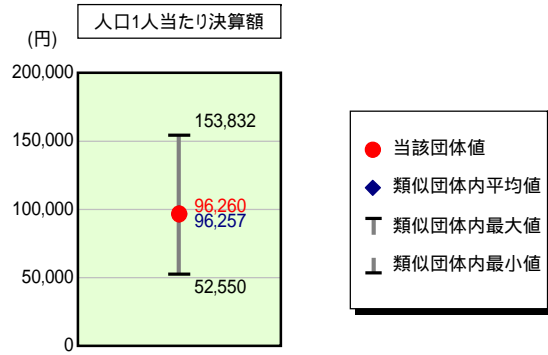 人口1人当たり決算額
(円)
200,000
150,000
100,000
50,000
0
153,832
96,260
96,257
52,550
当該団体値
類似団体内平均値
類似団体内最大値
類似団体内最小値